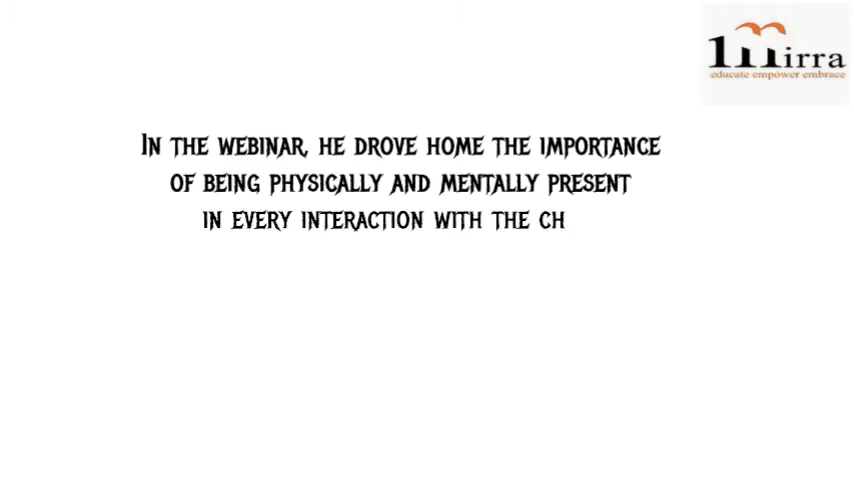 mirra
educate empower embrace
In the webinar, he drove home the importance
of being physically and mentally present
in every interaction with the ch